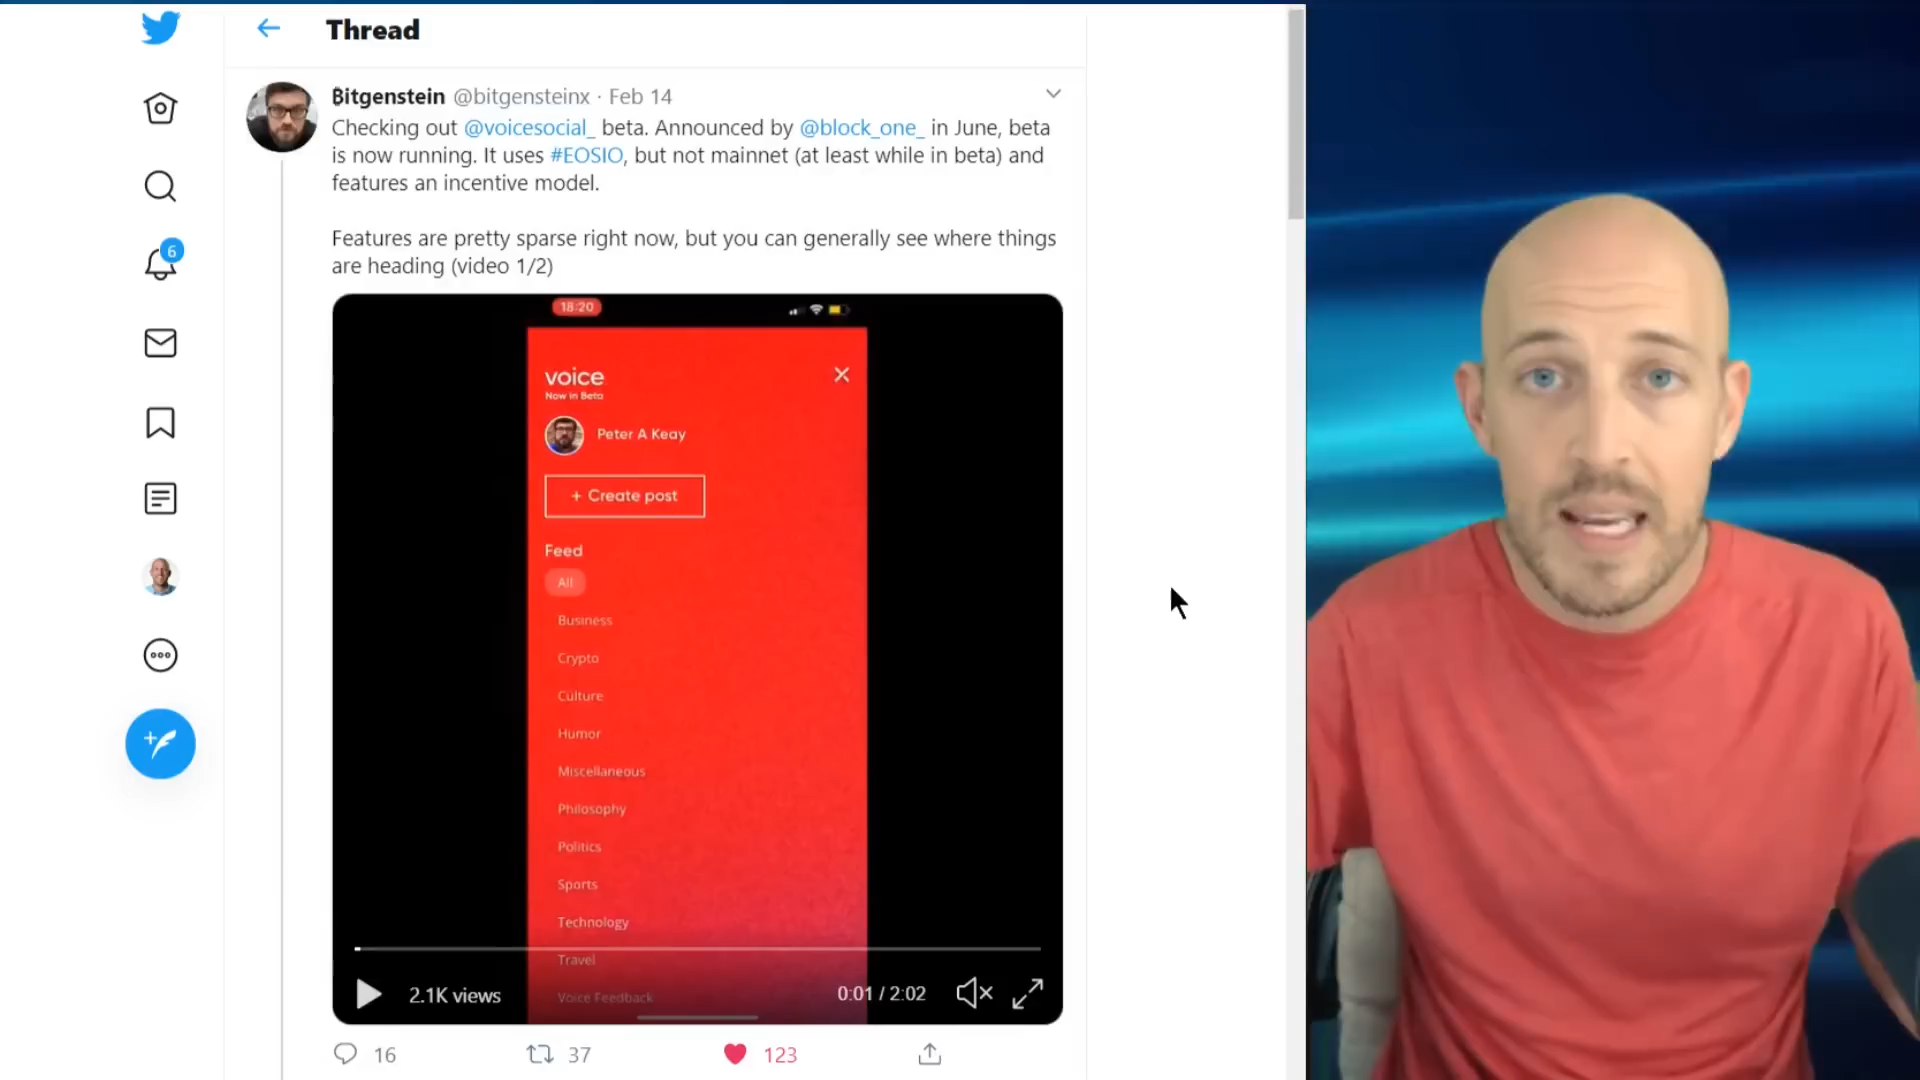 Thread
₿itgenstein @bitgensteinx · Feb 14
Checking out @voicesocial_ beta. Announced by @block_one_ in June, beta
is now running. It uses #EOSIO, but not mainnet (at least while in beta) and
features an incentive model.
Features are pretty sparse right now, but you can generally see where things
are heading (video 1/2)
6
18:20
voice
Now in Beta
Peter A Keay
+ Create post
Feed
All
Business
Crypto
Culture
Humor
Miscellaneous
Philosophy
Politics
Sports
Technology
Travel
Voice Feedback
2.1K views
0:01 / 2:02
16
37
123